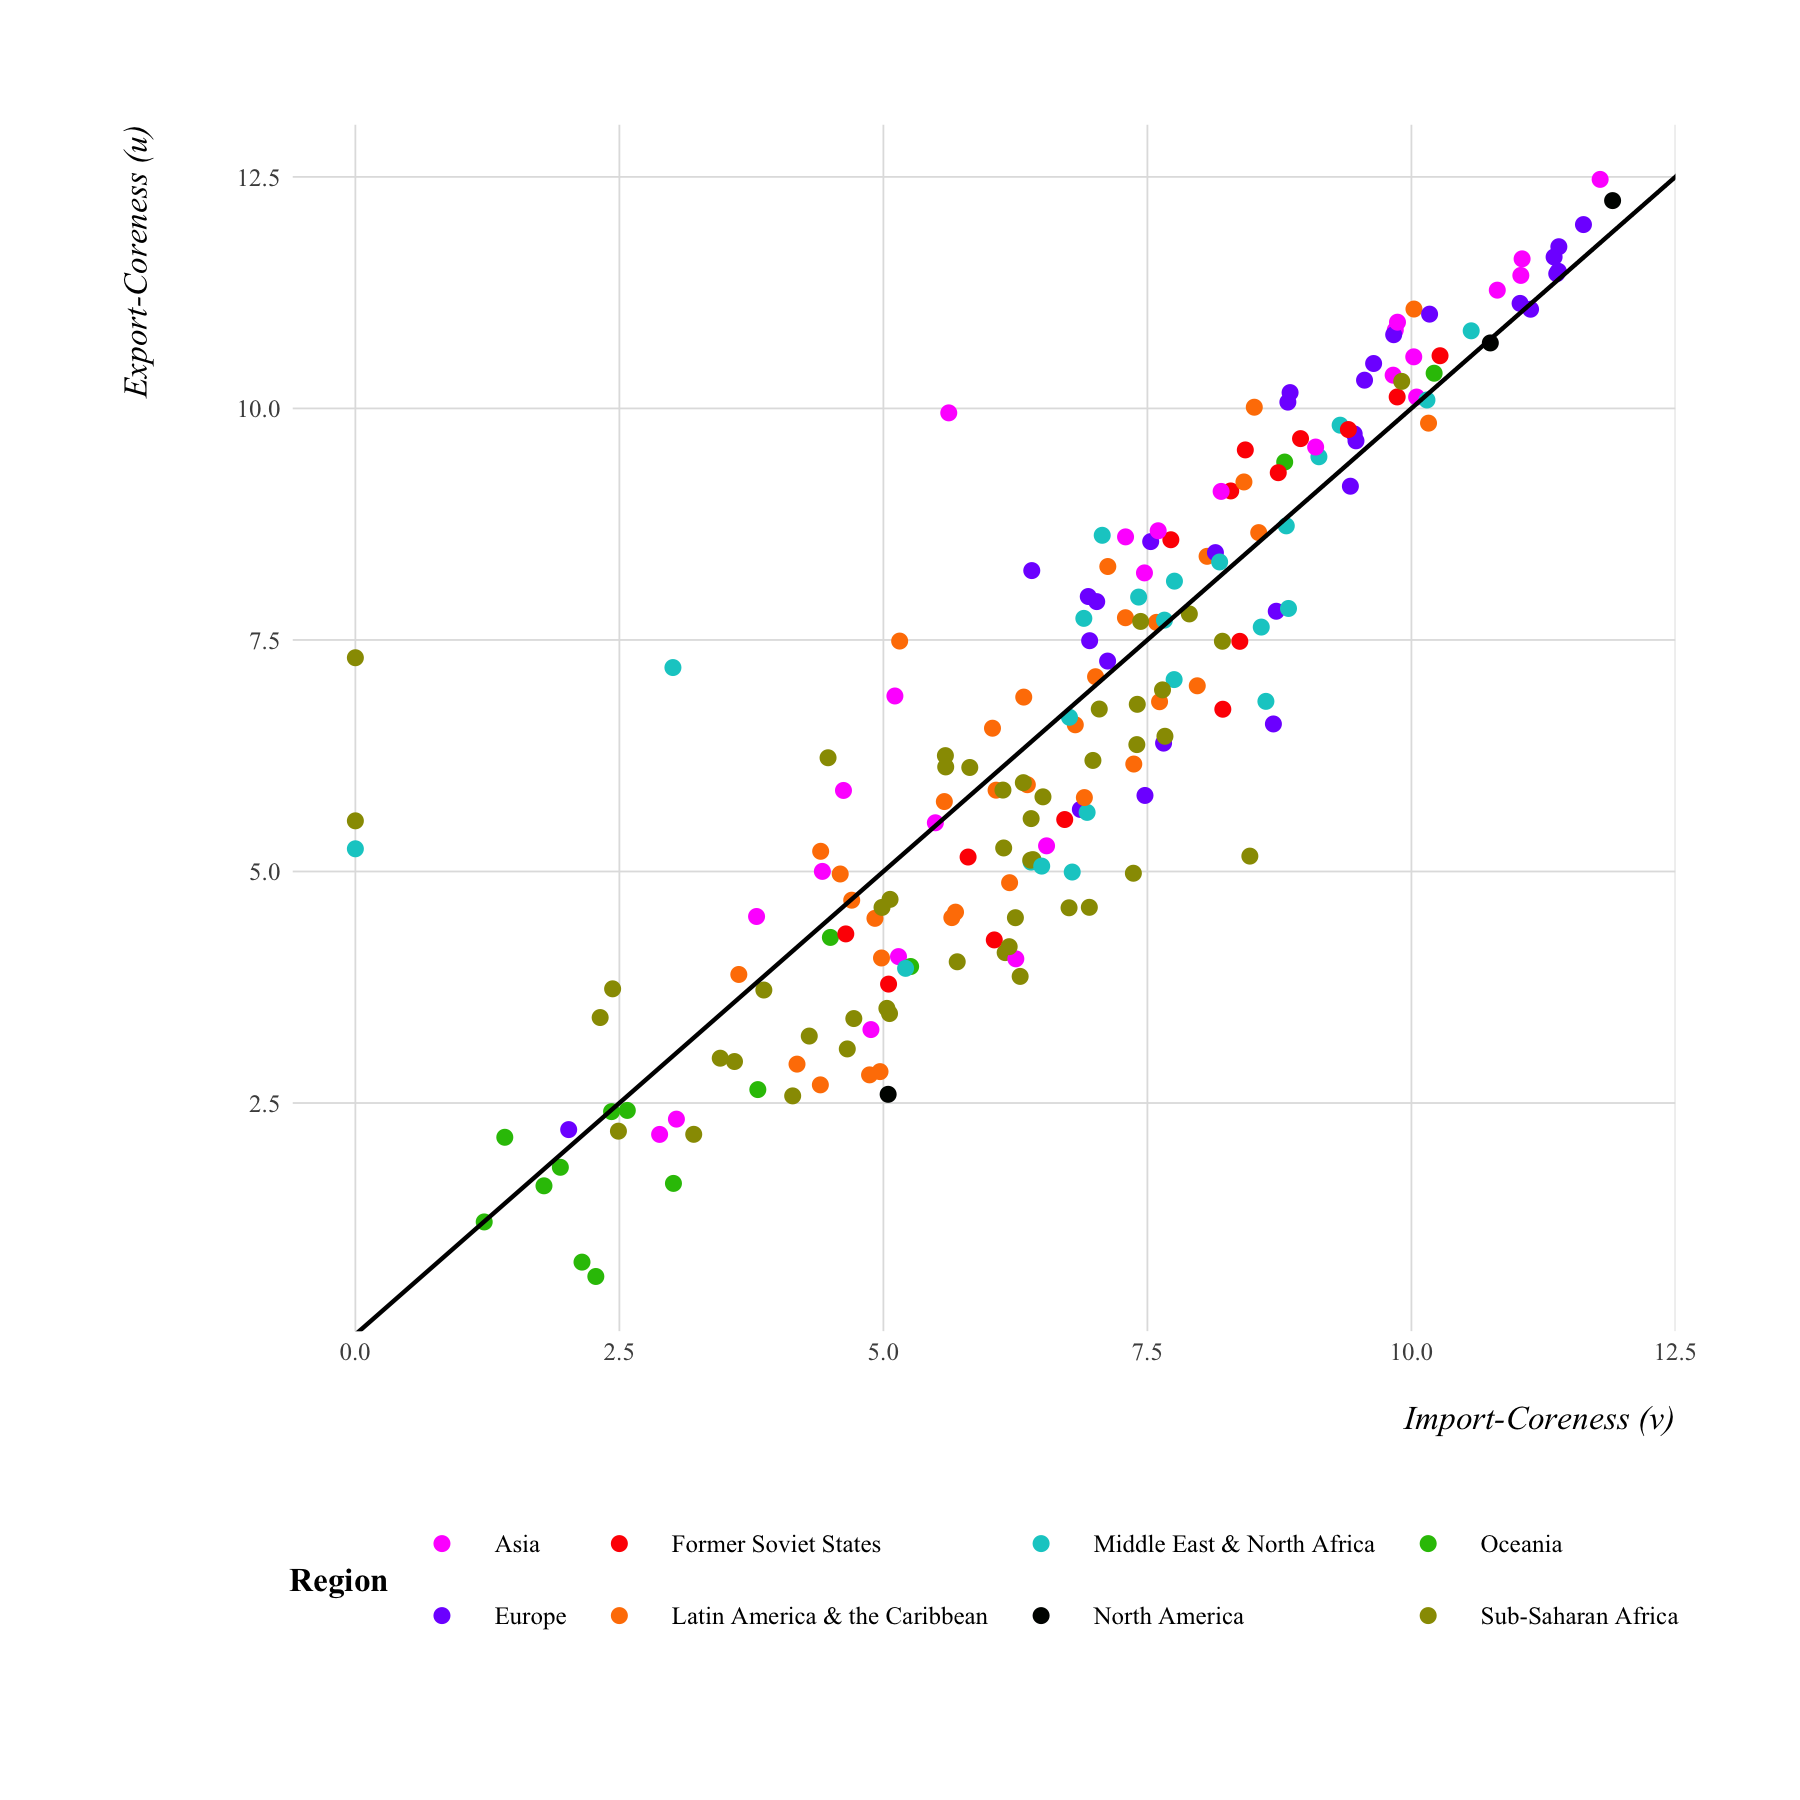 Export-Coreness (u)
12.5
10.0
7.5
5.0
2.5
0.0 2.5 5.0 7.5 10.0 12.5
Import-Coreness (v)
Region
Asia Former Soviet States Middle East & North Africa Oceania
Europe Latin America & the Caribbean North America Sub-Saharan Africa